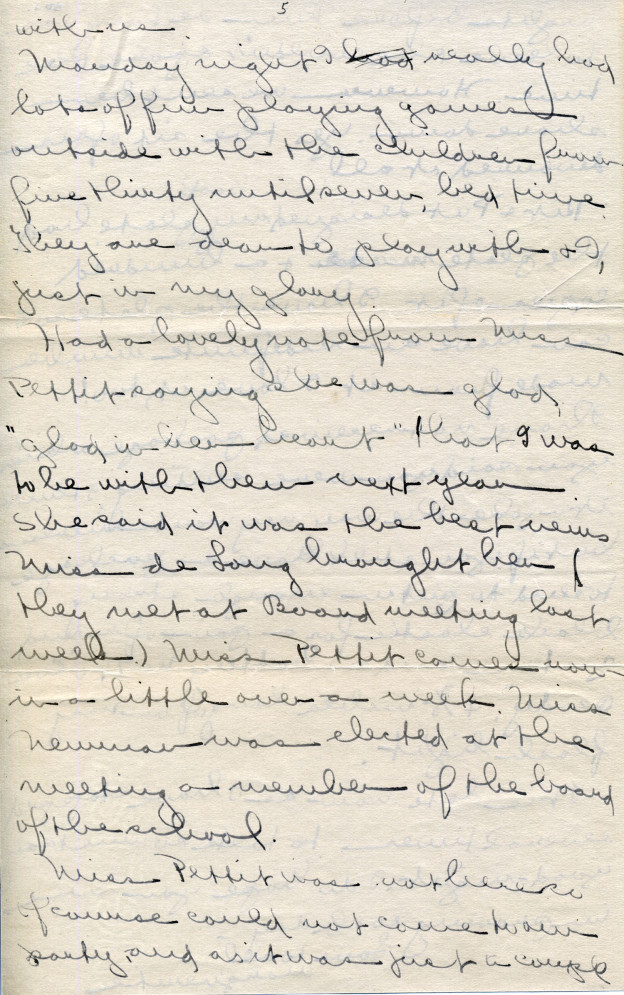 5
with us.
Monday night I had really had
lots of fun playing games
outside with the children from
five thirty until seven, bed time.
They are dear to play with & I,
just in my glory.
Had a lovely note from Miss
Pettit saying she was glad,
"glad in her heart" that I was
to be with them next year.
She said it was the best news
Miss de Long brought her (
they met at Board meeting last
week.) Miss Pettit comes now
in a little over a week. Miss
Newman was elected at the
meeting a member of the board
of the school.
Miss Pettit was not here so
of course could not come to our
party, and as it was just a couple